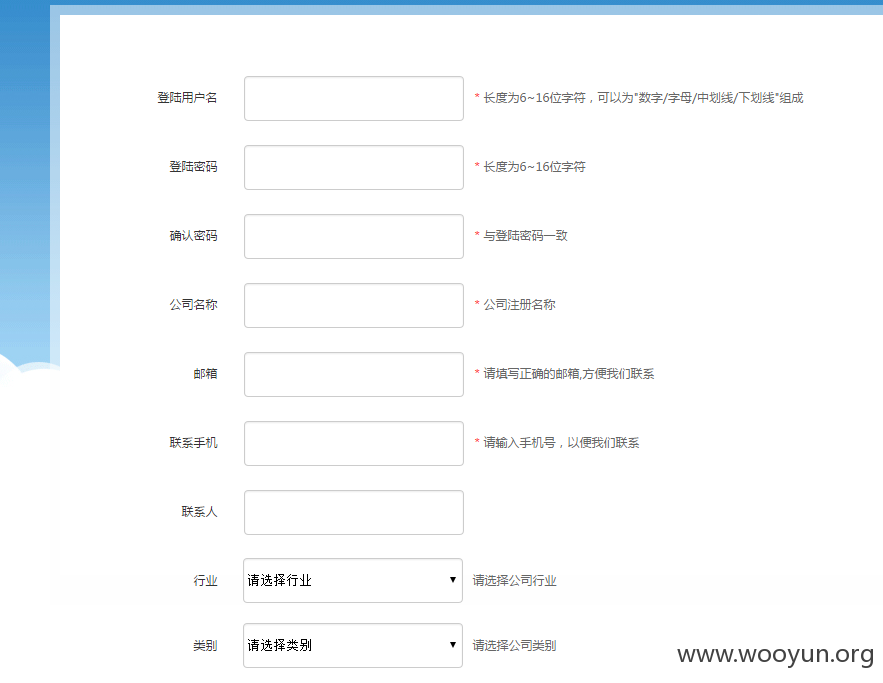 登陆用户名 * 长度为6~16位字符，可以为"数字/字母/中划线/下划线"组成
登陆密码 * 长度为6~16位字符
确认密码 * 与登陆密码一致
公司名称 * 公司注册名称
邮箱 * 请填写正确的邮箱,方便我们联系
联系手机 * 请输入手机号，以便我们联系
联系人
行业 请选择行业 ▼ 请选择公司行业
类别 请选择类别 ▼ 请选择公司类别
www.wooyun.org